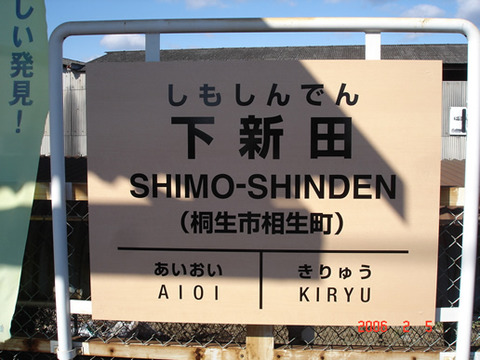 しい発見！
しもしんでん
下新田
SHIMO-SHINDEN
（桐生市相生町）
あいおい
AIOI
きりゅう
KIRYU
2006 2 5